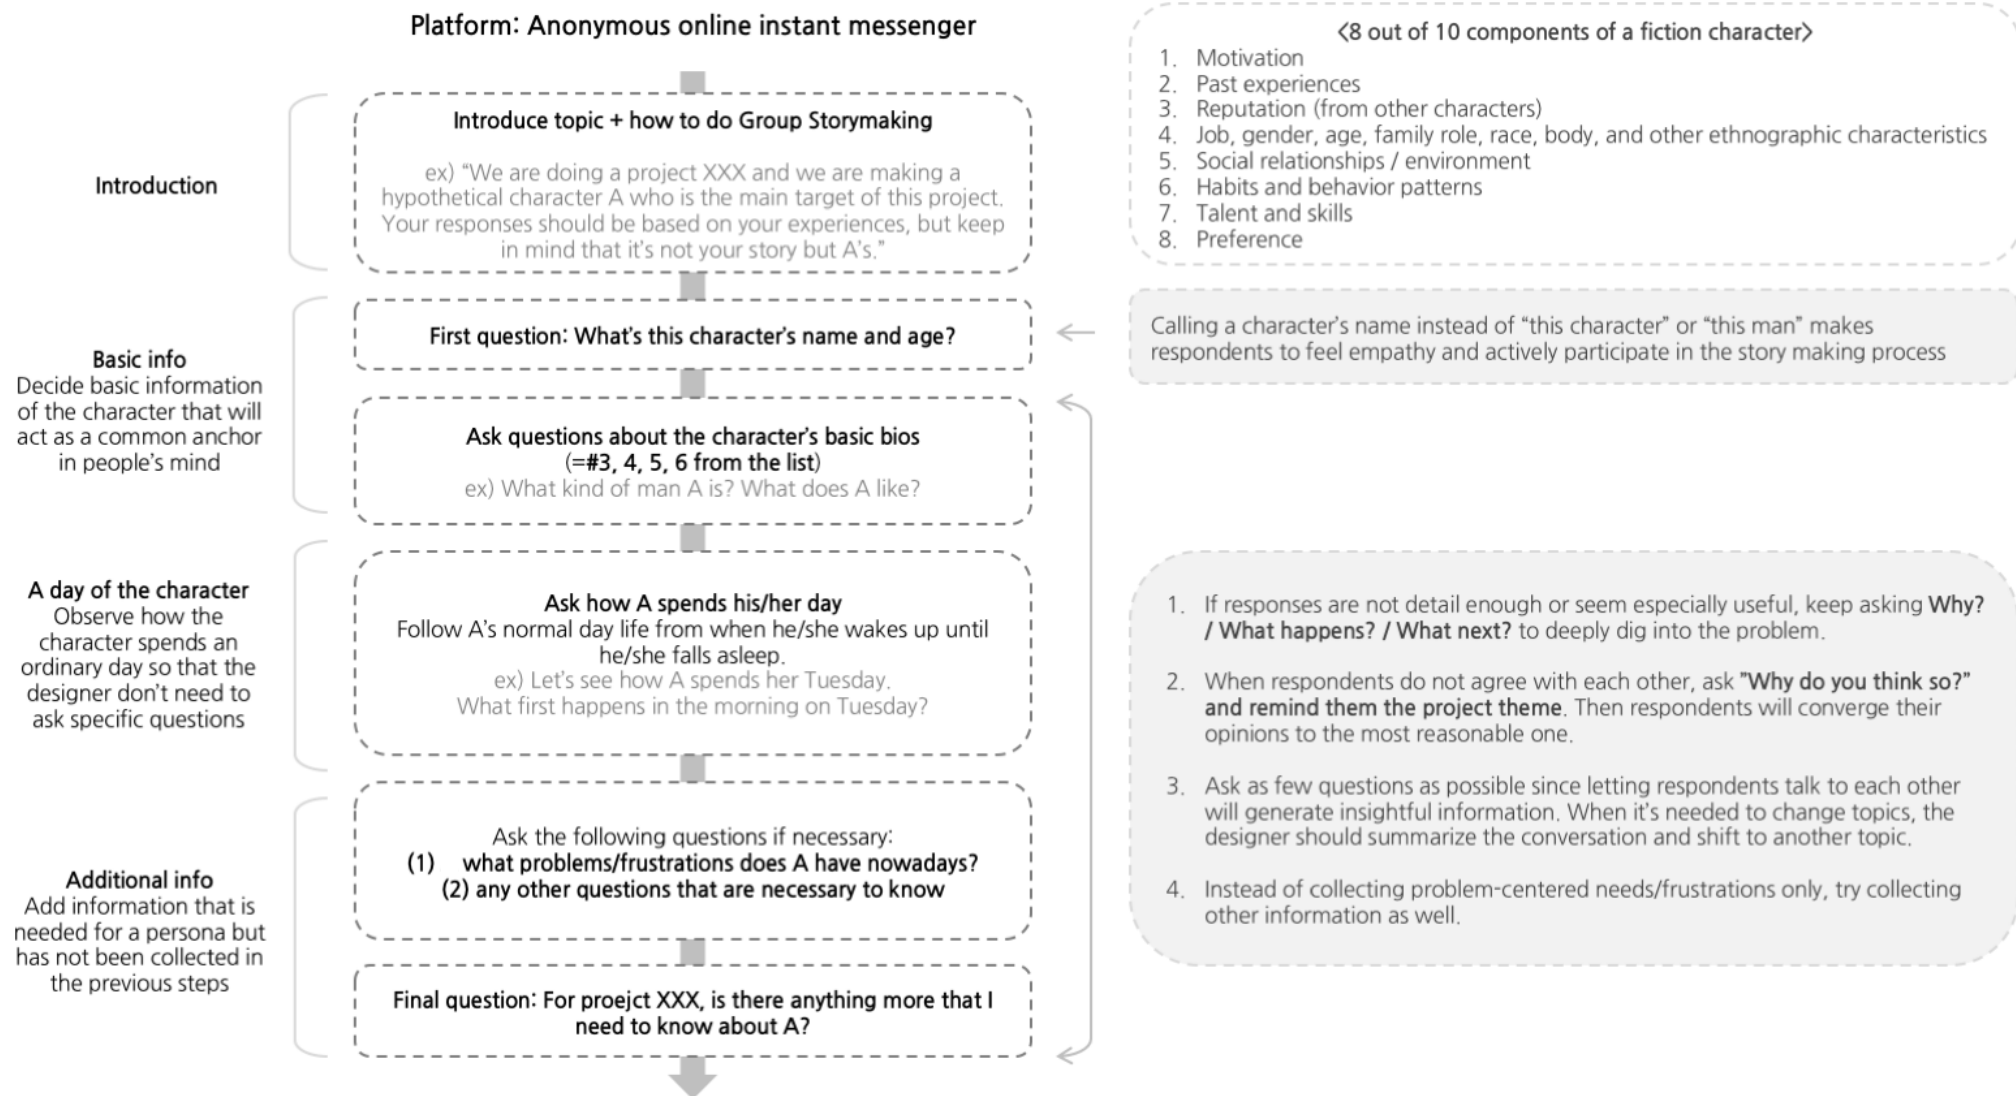 Platform: Anonymous online instant messenger
Introduction
Introduce topic + how to do Group Storymaking
ex) “We are doing a project XXX and we are making a
hypothetical character A who is the main target of this project.
Your responses should be based on your experiences, but keep
in mind that it's not your story but A's.”
<8 out of 10 components of a fiction character>
1. Motivation
2. Past experiences
3. Reputation (from other characters)
4. Job, gender, age, family role, race, body, and other ethnographic characteristics
5. Social relationships / environment
6. Habits and behavior patterns
7. Talent and skills
8. Preference
Basic info
Decide basic information
of the character that will
act as a common anchor
in people's mind
First question: What's this character's name and age?
Calling a character's name instead of “this character” or “this man” makes
respondents to feel empathy and actively participate in the story making process
Ask questions about the character's basic bios
(=#3, 4, 5, 6 from the list)
ex) What kind of man A is? What does A like?
A day of the character
Observe how the
character spends an
ordinary day so that the
designer don't need to
ask specific questions
Ask how A spends his/her day
Follow A's normal day life from when he/she wakes up until
he/she falls asleep.
ex) Let's see how A spends her Tuesday.
What first happens in the morning on Tuesday?
1. If responses are not detail enough or seem especially useful, keep asking Why?
/ What happens? / What next? to deeply dig into the problem.
2. When respondents do not agree with each other, ask ”Why do you think so?”
and remind them the project theme. Then respondents will converge their
opinions to the most reasonable one.
3. Ask as few questions as possible since letting respondents talk to each other
will generate insightful information. When it's needed to change topics, the
designer should summarize the conversation and shift to another topic.
4. Instead of collecting problem-centered needs/frustrations only, try collecting
other information as well.
Additional info
Add information that is
needed for a persona but
has not been collected in
the previous steps
Ask the following questions if necessary:
(1) what problems/frustrations does A have nowadays?
(2) any other questions that are necessary to know
Final question: For proejct XXX, is there anything more that I
need to know about A?